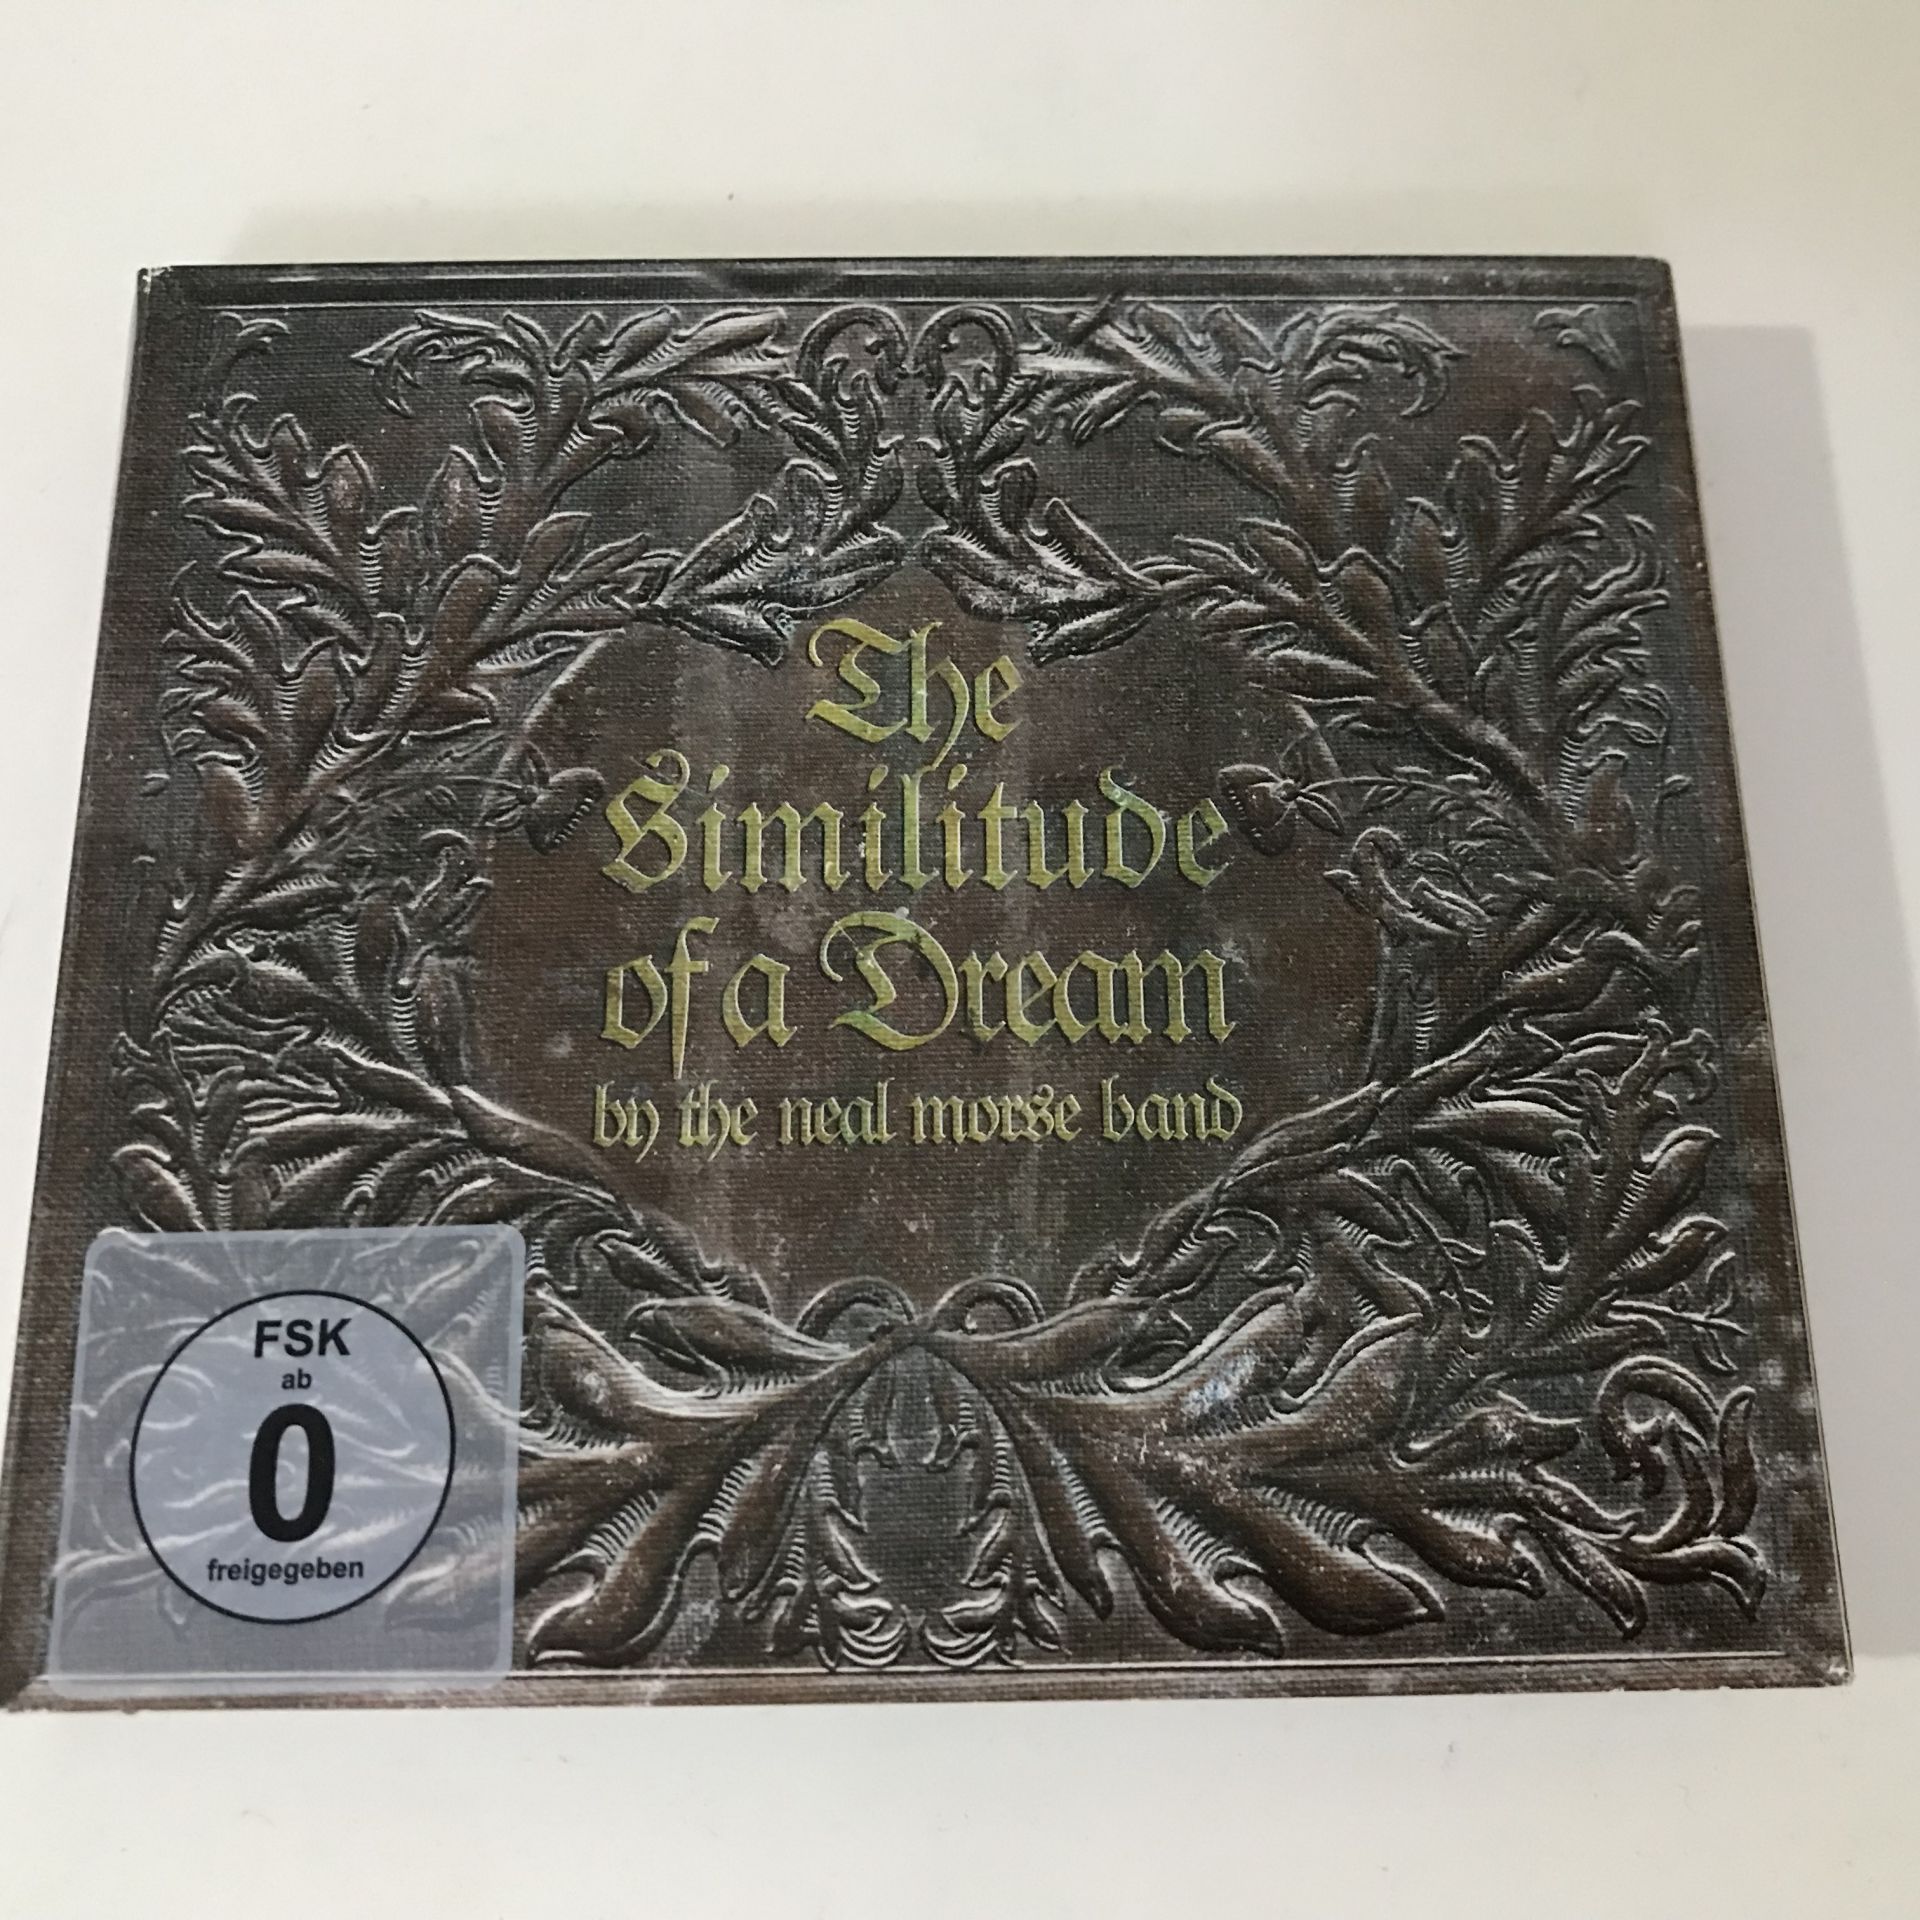 The
Similitude
of a Dream
by the neal morse band
FSK
ab
0
freigegeben